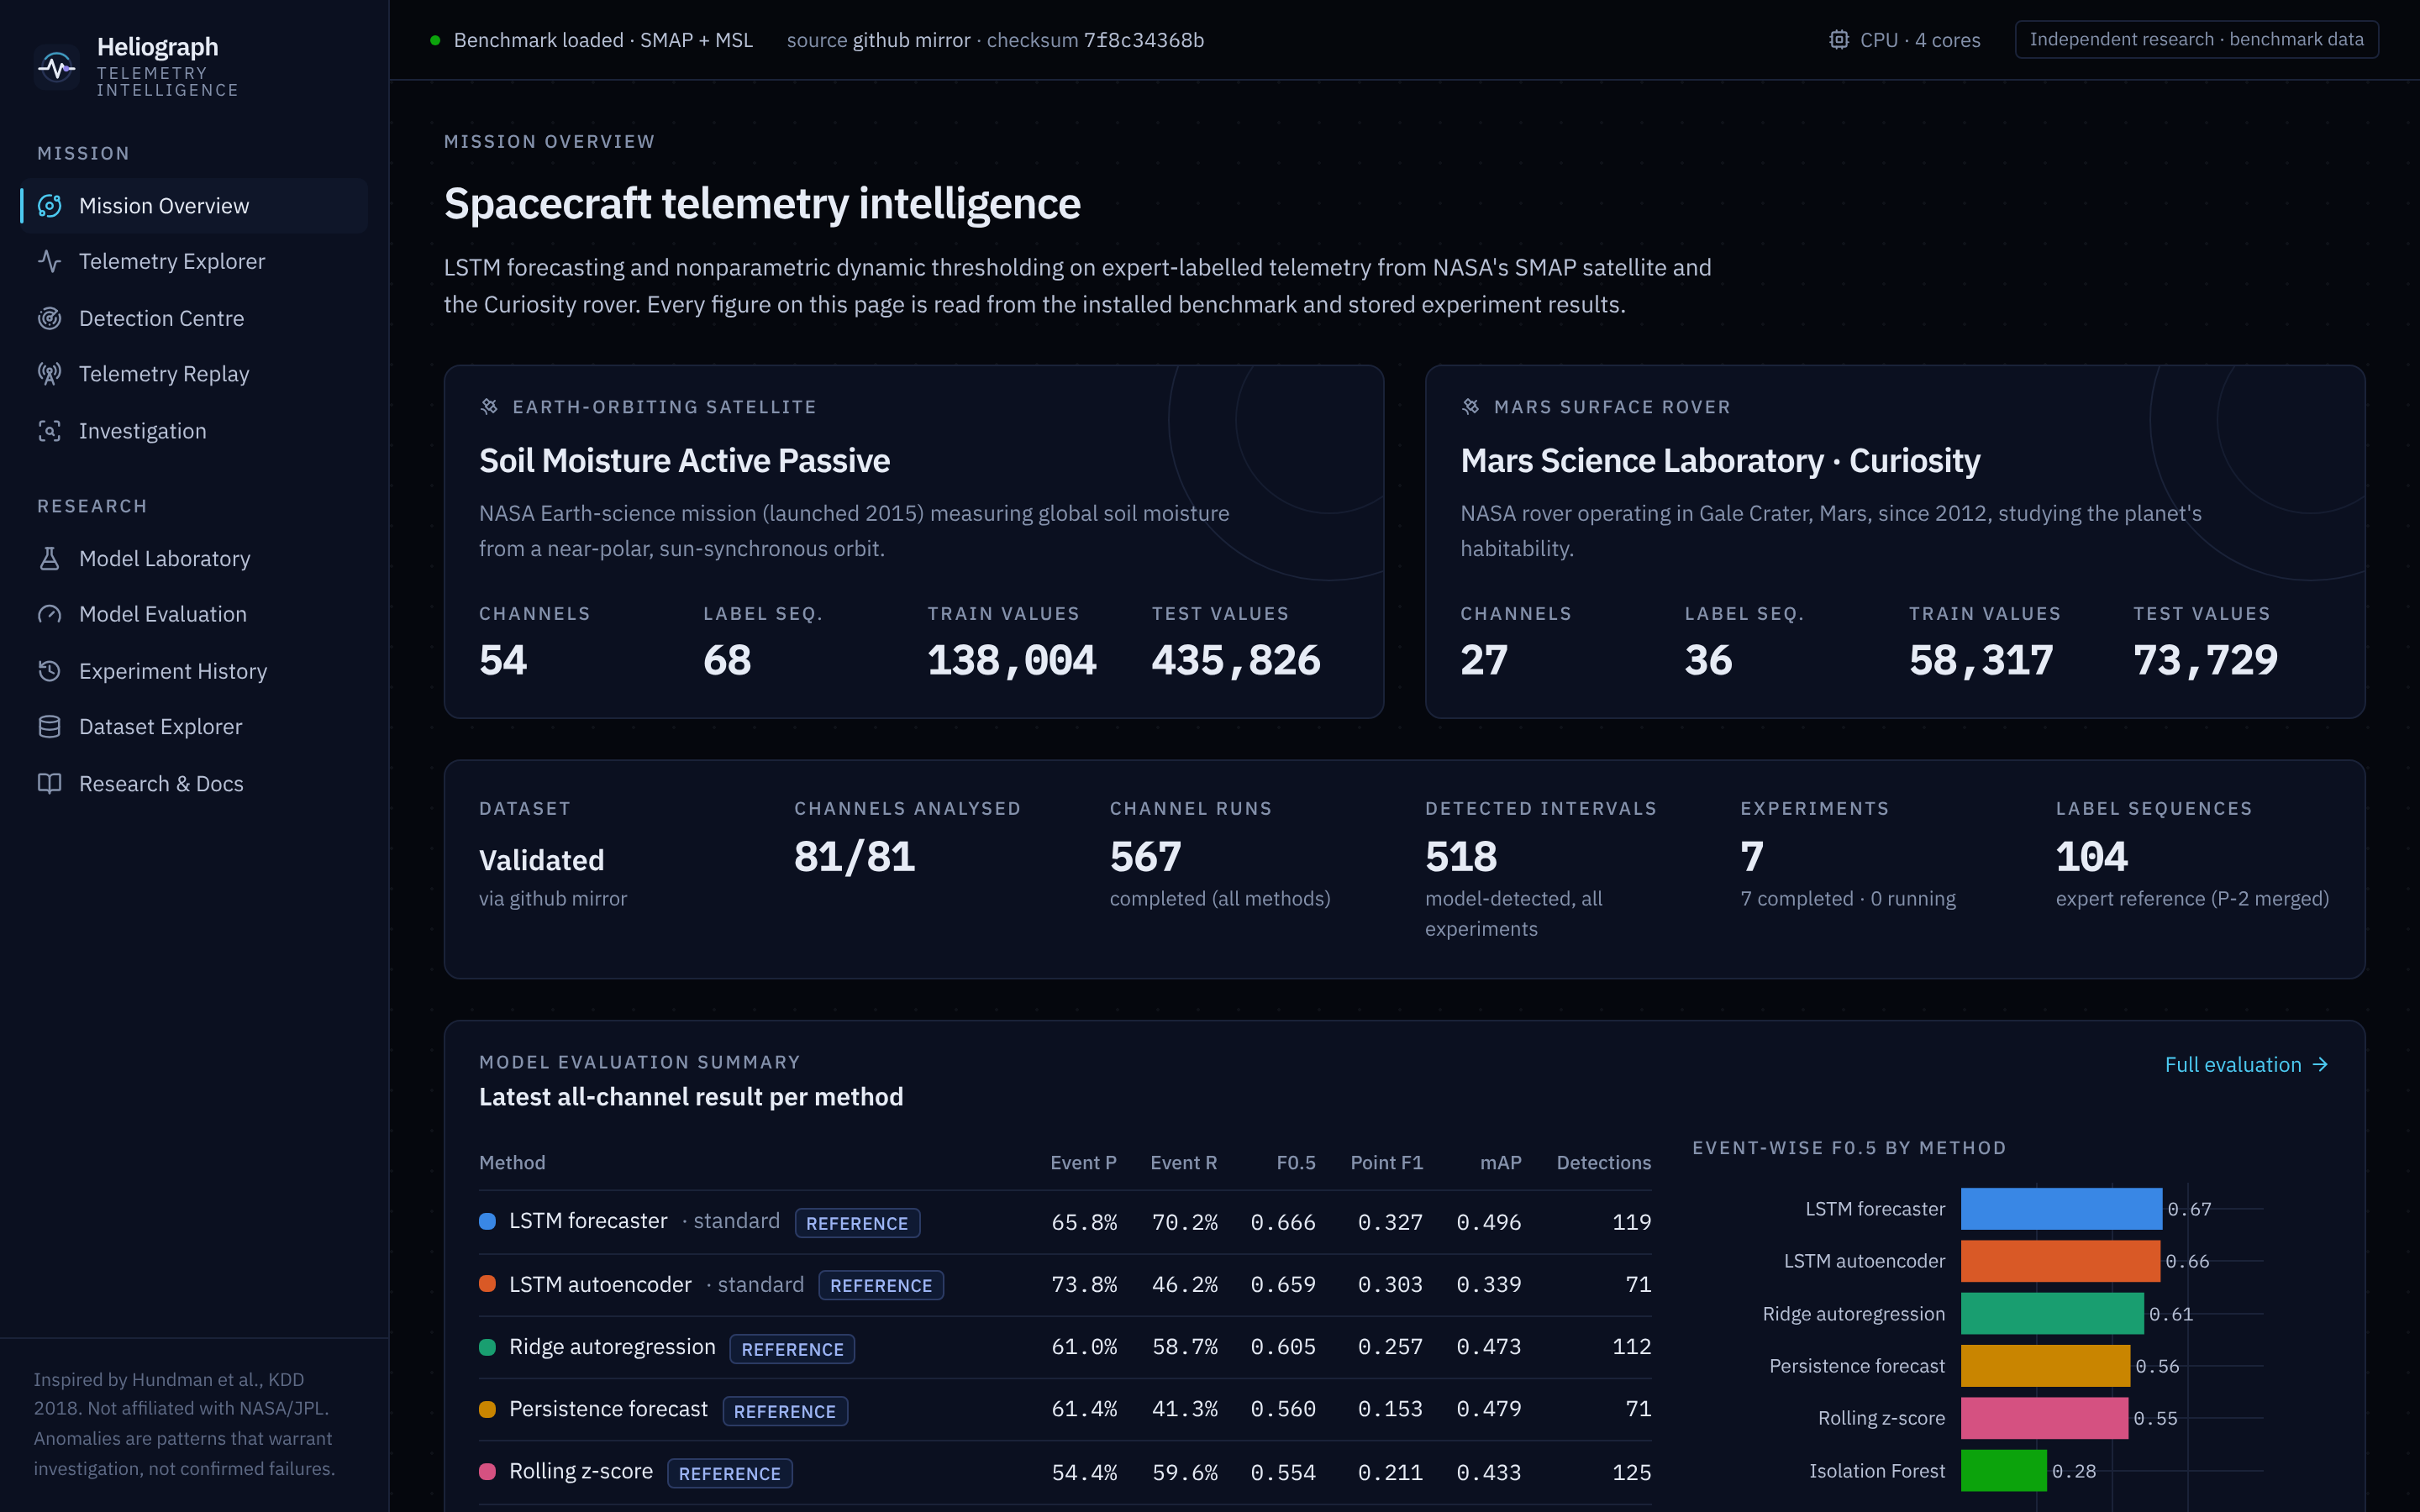 Heliograph
TELEMETRY
INTELLIGENCE
MISSION
Mission Overview
Telemetry Explorer
Detection Centre
Telemetry Replay
Investigation
RESEARCH
Model Laboratory
Model Evaluation
Experiment History
Dataset Explorer
Research & Docs
Inspired by Hundman et al., KDD
2018. Not affiliated with NASA/JPL.
Anomalies are patterns that warrant
investigation, not confirmed failures.
Benchmark loaded · SMAP + MSL source github mirror · checksum 7f8c34368b
CPU · 4 cores
Independent research · benchmark data
MISSION OVERVIEW
Spacecraft telemetry intelligence
LSTM forecasting and nonparametric dynamic thresholding on expert-labelled telemetry from NASA's SMAP satellite and
the Curiosity rover. Every figure on this page is read from the installed benchmark and stored experiment results.
EARTH-ORBITING SATELLITE
Soil Moisture Active Passive
NASA Earth-science mission (launched 2015) measuring global soil moisture
from a near-polar, sun-synchronous orbit.
CHANNELS LABEL SEQ. TRAIN VALUES TEST VALUES
54 68 138,004 435,826
MARS SURFACE ROVER
Mars Science Laboratory · Curiosity
NASA rover operating in Gale Crater, Mars, since 2012, studying the planet's
habitability.
CHANNELS LABEL SEQ. TRAIN VALUES TEST VALUES
27 36 58,317 73,729
DATASET
Validated
via github mirror
CHANNELS ANALYSED
81/81
CHANNEL RUNS
567
completed (all methods)
DETECTED INTERVALS
518
model-detected, all
experiments
EXPERIMENTS
7
7 completed · 0 running
LABEL SEQUENCES
104
expert reference (P-2 merged)
MODEL EVALUATION SUMMARY
Latest all-channel result per method
Full evaluation →
Method Event P Event R F0.5 Point F1 mAP Detections
LSTM forecaster · standard REFERENCE 65.8% 70.2% 0.666 0.327 0.496 119
LSTM autoencoder · standard REFERENCE 73.8% 46.2% 0.659 0.303 0.339 71
Ridge autoregression REFERENCE 61.0% 58.7% 0.605 0.257 0.473 112
Persistence forecast REFERENCE 61.4% 41.3% 0.560 0.153 0.479 71
Rolling z-score REFERENCE 54.4% 59.6% 0.554 0.211 0.433 125
EVENT-WISE F0.5 BY METHOD
LSTM forecaster 0.67
LSTM autoencoder 0.66
Ridge autoregression 0.61
Persistence forecast 0.56
Rolling z-score 0.55
Isolation Forest 0.28